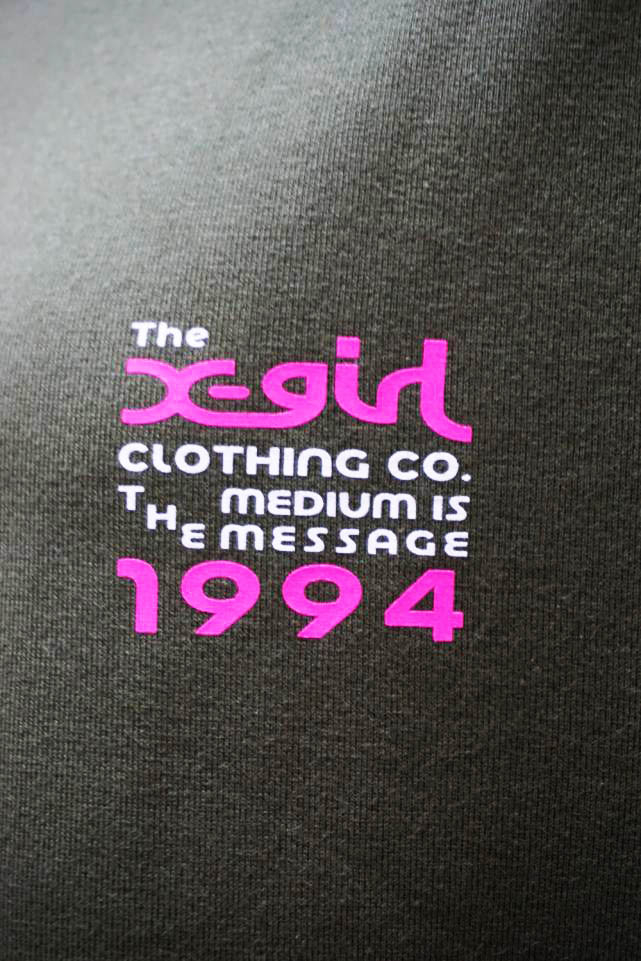 The
X-girl
CLOTHING CO.
THE MEDIUM IS
MESSAGE
1994